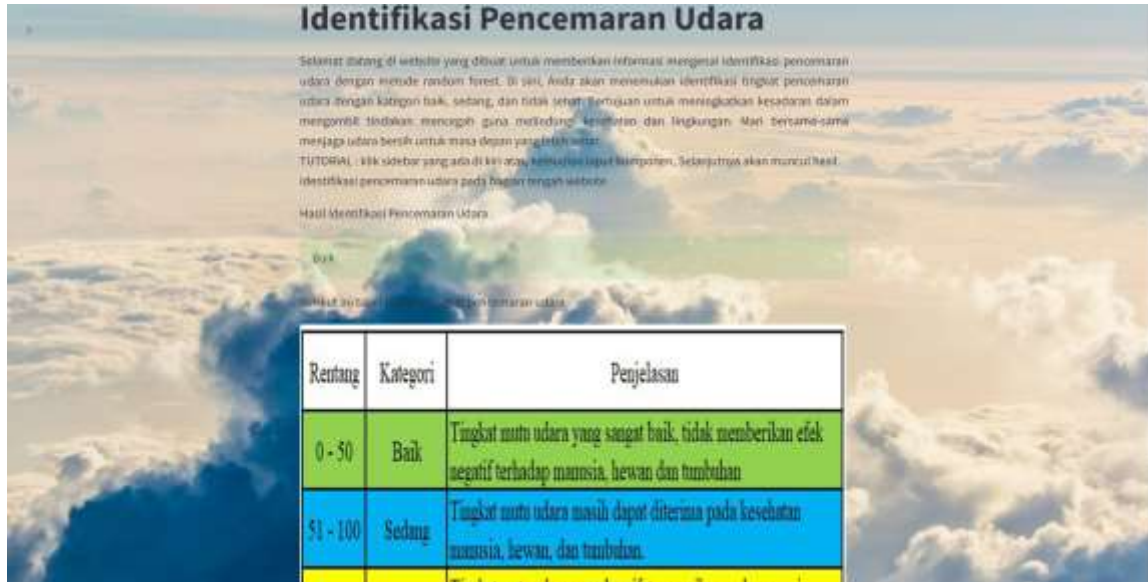 Identifikasi Pencemaran Udara
Selamat datang di website yang dibuat untuk memberikan informasi mengenai identifikasi pencemaran
udara dengan metode random forest. Di sini, Anda akan menemukan identifikasi tingkat pencemaran
udara dengan kategori baik, sedang, dan tidak sehat. Bertujuan untuk meningkatkan kesadaran dalam
mengambil tindakan mencegah guna melindungi kesehatan dan lingkungan. Mari bersama-sama
menjaga udara bersih untuk masa depan yang lebih sehat.
TUTORIAL : klik sidebar yang ada di kiri atas, kemudian input komponen, Selanjutnya akan muncul hasil
identifikasi pencemaran udara pada bagian tengah website
Hasil Identifikasi Pencemaran Udara
Baik
pencemaran udara
Rentang Kategori Penjelasan
0 - 50 Baik Tingkat mutu udara yang sangat baik, tidak memberikan efek
negatif terhadap manusia, hewan dan tumbuhan
51 - 100 Sedang Tingkat mutu udara masih dapat diterima pada kesehatan
manusia, hewan, dan tumbuhan.